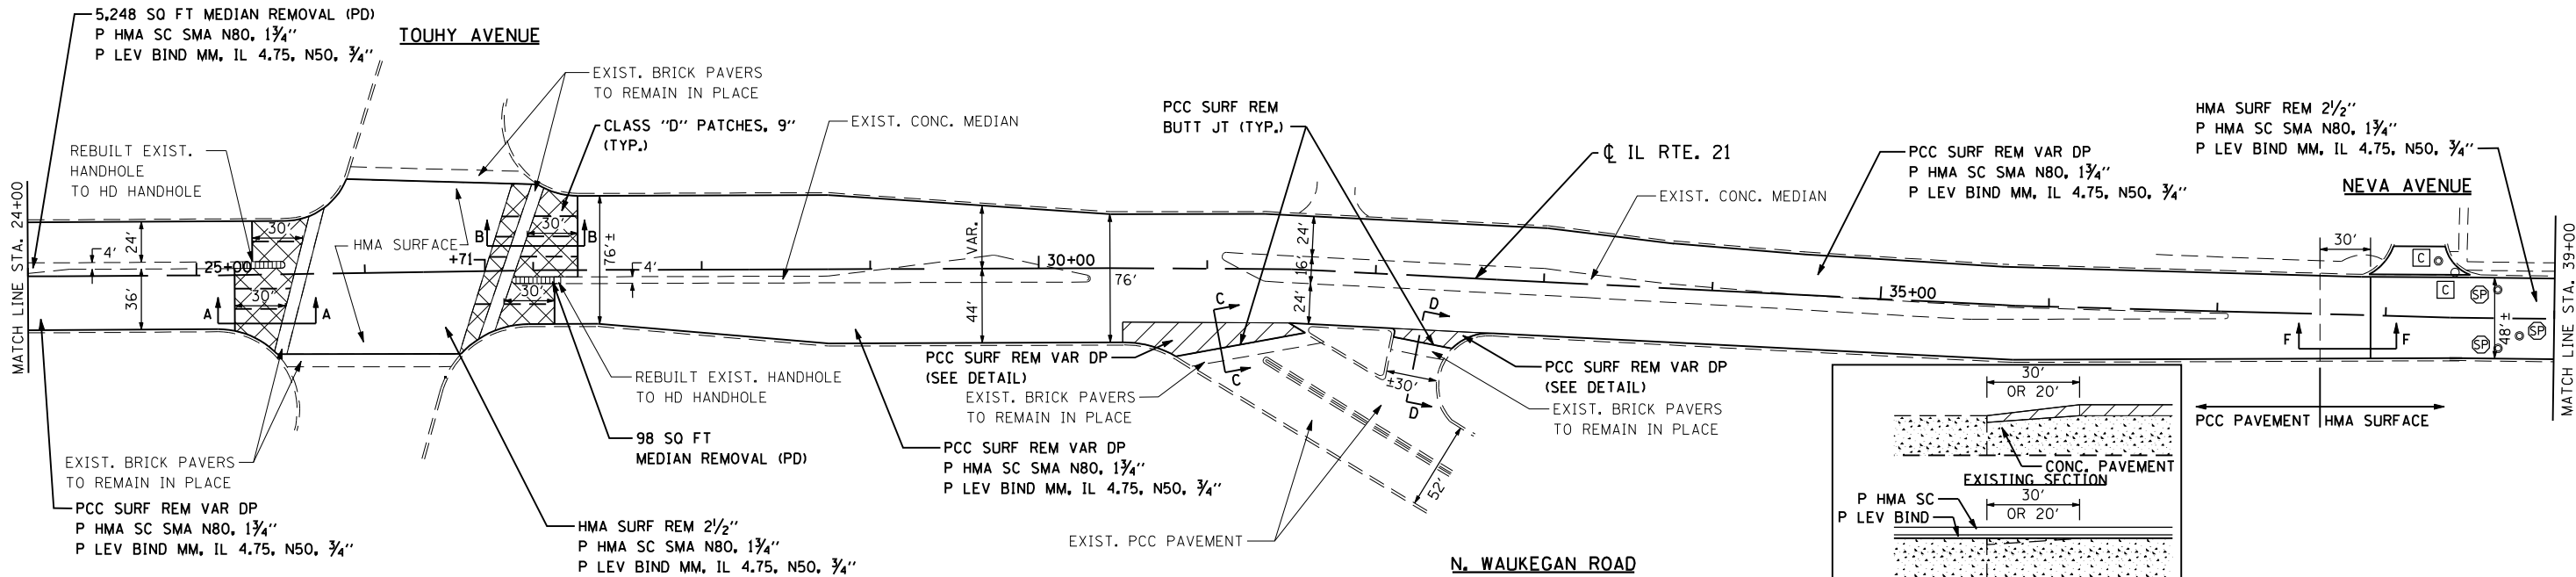 5,248 SQ FT MEDIAN REMOVAL (PD)
P HMA SC SMA N80, 1¾"
P LEV BIND MM, IL 4.75, N50, ¾"
TOUHY AVENUE
EXIST. BRICK PAVERS
TO REMAIN IN PLACE
CLASS "D" PATCHES, 9"
(TYP.)
EXIST. CONC. MEDIAN
PCC SURF REM
BUTT JT (TYP.)
℄ IL RTE. 21
PCC SURF REM VAR DP
P HMA SC SMA N80, 1¾"
P LEV BIND MM, IL 4.75, N50, ¾"
EXIST. CONC. MEDIAN
HMA SURF REM 2½"
P HMA SC SMA N80, 1¾"
P LEV BIND MM, IL 4.75, N50, ¾"
NEVA AVENUE
REBUILT EXIST.
HANDHOLE
TO HD HANDHOLE
MATCH LINE STA. 24+00
4'
24'
36'
25+00
30'
30'
A
A
HMA SURFACE
+71
B
B
30'
30'
76'±
4'
VAR.
44'
30+00
76'
24'
16'
24'
C
C
D
D
±30'
52'
35+00
30'
C
C
SP
SP
SP
48'±
F
F
MATCH LINE STA. 39+00
PCC PAVEMENT
HMA SURFACE
EXIST. BRICK PAVERS
TO REMAIN IN PLACE
PCC SURF REM VAR DP
P HMA SC SMA N80, 1¾"
P LEV BIND MM, IL 4.75, N50, ¾"
REBUILT EXIST. HANDHOLE
TO HD HANDHOLE
98 SQ FT
MEDIAN REMOVAL (PD)
HMA SURF REM 2½"
P HMA SC SMA N80, 1¾"
P LEV BIND MM, IL 4.75, N50, ¾"
PCC SURF REM VAR DP
(SEE DETAIL)
EXIST. BRICK PAVERS
TO REMAIN IN PLACE
PCC SURF REM VAR DP
P HMA SC SMA N80, 1¾"
P LEV BIND MM, IL 4.75, N50, ¾"
EXIST. PCC PAVEMENT
PCC SURF REM VAR DP
(SEE DETAIL)
EXIST. BRICK PAVERS
TO REMAIN IN PLACE
N. WAUKEGAN ROAD
30'
OR 20'
CONC. PAVEMENT
EXISTING SECTION
P HMA SC
P LEV BIND
30'
OR 20'